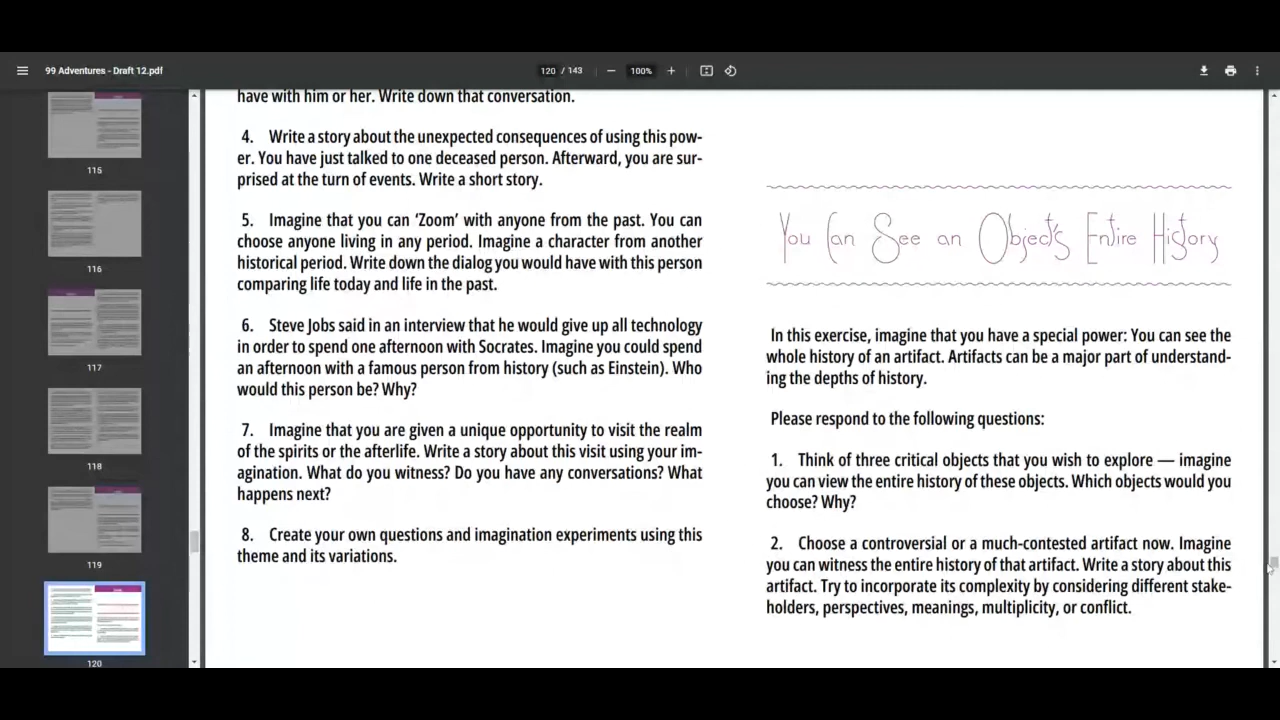 99 Adventures - Draft 12.pdf
120 / 143
100%
115
116
117
118
119
120
have with him or her. Write down that conversation.
4. Write a story about the unexpected consequences of using this pow-
er. You have just talked to one deceased person. Afterward, you are sur-
prised at the turn of events. Write a short story.
5. Imagine that you can ‘Zoom’ with anyone from the past. You can
choose anyone living in any period. Imagine a character from another
historical period. Write down the dialog you would have with this person
comparing life today and life in the past.
6. Steve Jobs said in an interview that he would give up all technology
in order to spend one afternoon with Socrates. Imagine you could spend
an afternoon with a famous person from history (such as Einstein). Who
would this person be? Why?
7. Imagine that you are given a unique opportunity to visit the realm
of the spirits or the afterlife. Write a story about this visit using your im-
agination. What do you witness? Do you have any conversations? What
happens next?
8. Create your own questions and imagination experiments using this
theme and its variations.
You Can See an Object's Entire History
In this exercise, imagine that you have a special power: You can see the
whole history of an artifact. Artifacts can be a major part of understand-
ing the depths of history.
Please respond to the following questions:
1. Think of three critical objects that you wish to explore — imagine
you can view the entire history of these objects. Which objects would you
choose? Why?
2. Choose a controversial or a much-contested artifact now. Imagine
you can witness the entire history of that artifact. Write a story about this
artifact. Try to incorporate its complexity by considering different stake-
holders, perspectives, meanings, multiplicity, or conflict.